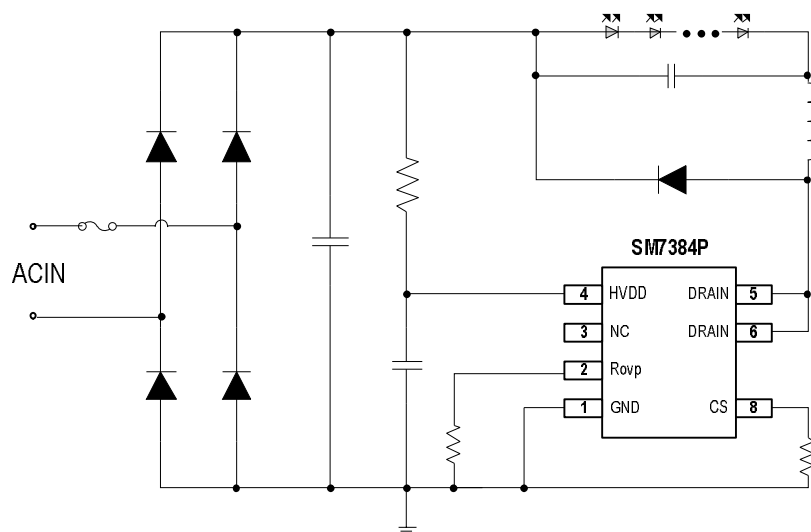 ACIN
SM7384P
4 HVDD DRAIN 5
3 NC DRAIN 6
2 Rovp
1 GND CS 8